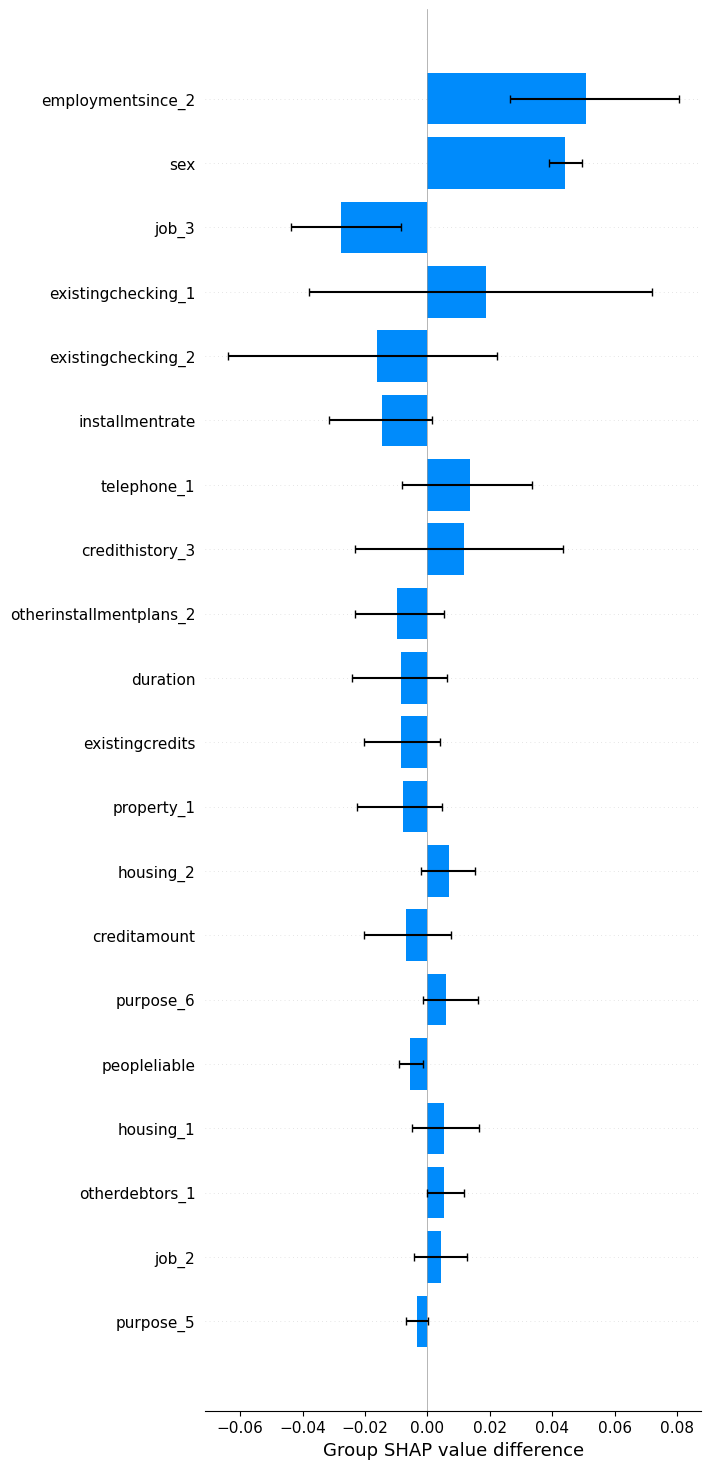 employmentsince_2
sex
job_3
existingchecking_1
existingchecking_2
installmentrate
telephone_1
credithistory_3
otherinstallmentplans_2
duration
existingcredits
property_1
housing_2
creditamount
purpose_6
peopleliable
housing_1
otherdebtors_1
job_2
purpose_5
−0.06 −0.04 −0.02 0.00 0.02 0.04 0.06 0.08
Group SHAP value difference